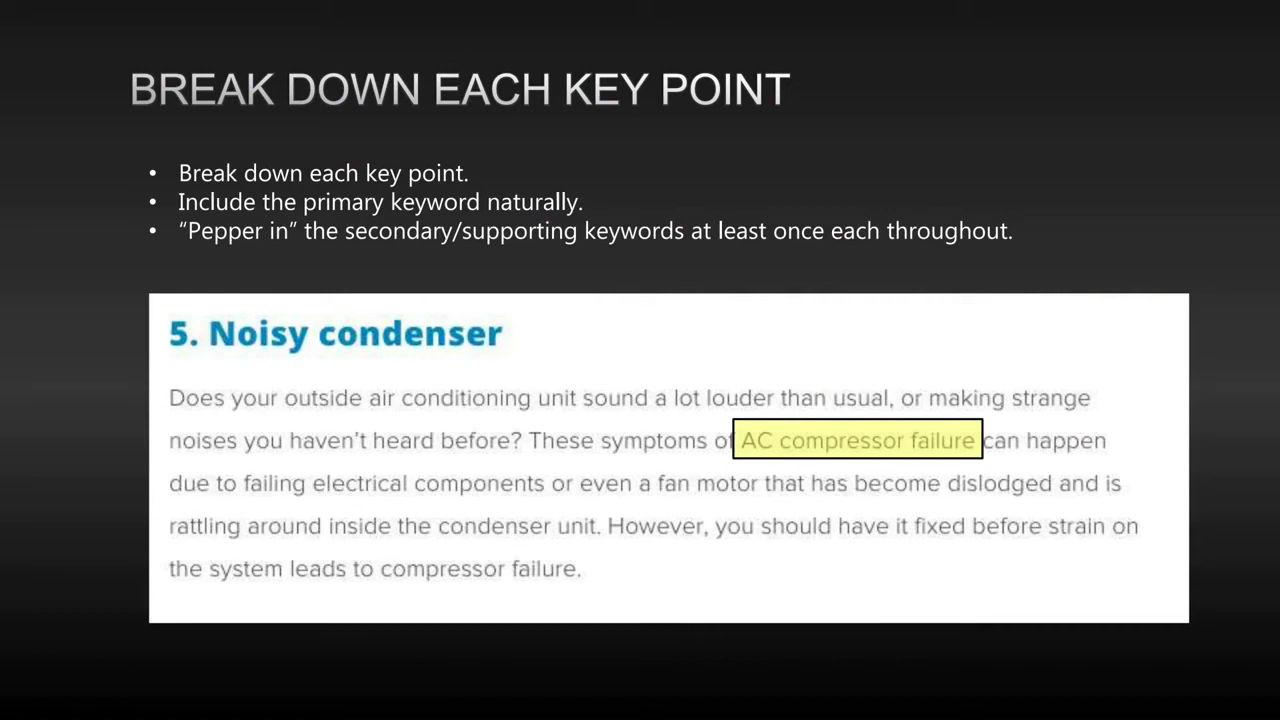 BREAK DOWN EACH KEY POINT
• Break down each key point.
• Include the primary keyword naturally.
• “Pepper in” the secondary/supporting keywords at least once each throughout.
5. Noisy condenser
Does your outside air conditioning unit sound a lot louder than usual, or making strange
noises you haven't heard before? These symptoms of AC compressor failure can happen
due to failing electrical components or even a fan motor that has become dislodged and is
rattling around inside the condenser unit. However, you should have it fixed before strain on
the system leads to compressor failure.